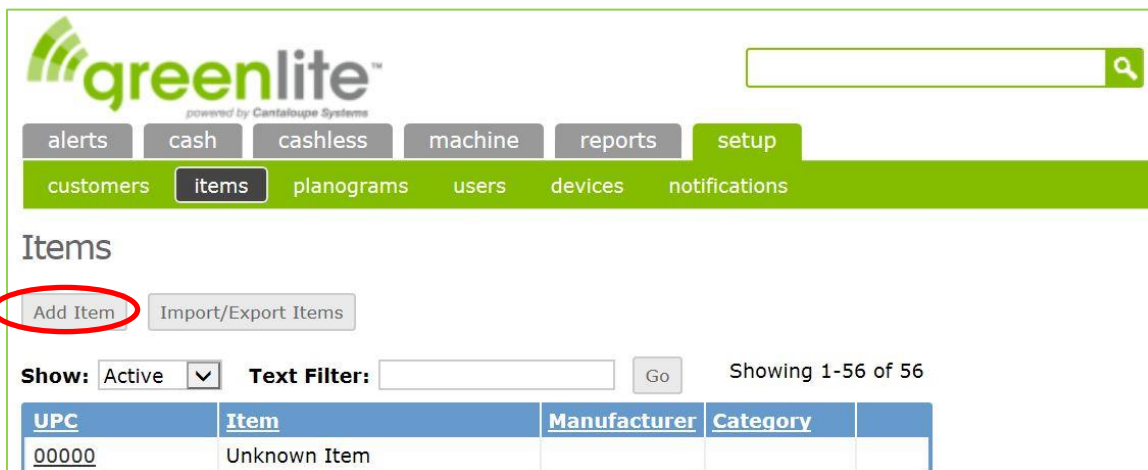 greenlite™
powered by Cantaloupe Systems
alerts cash cashless machine reports setup
customers items planograms users devices notifications
Items
Add Item Import/Export Items
Show: Active Text Filter: Go Showing 1-56 of 56
UPC Item Manufacturer Category
00000 Unknown Item